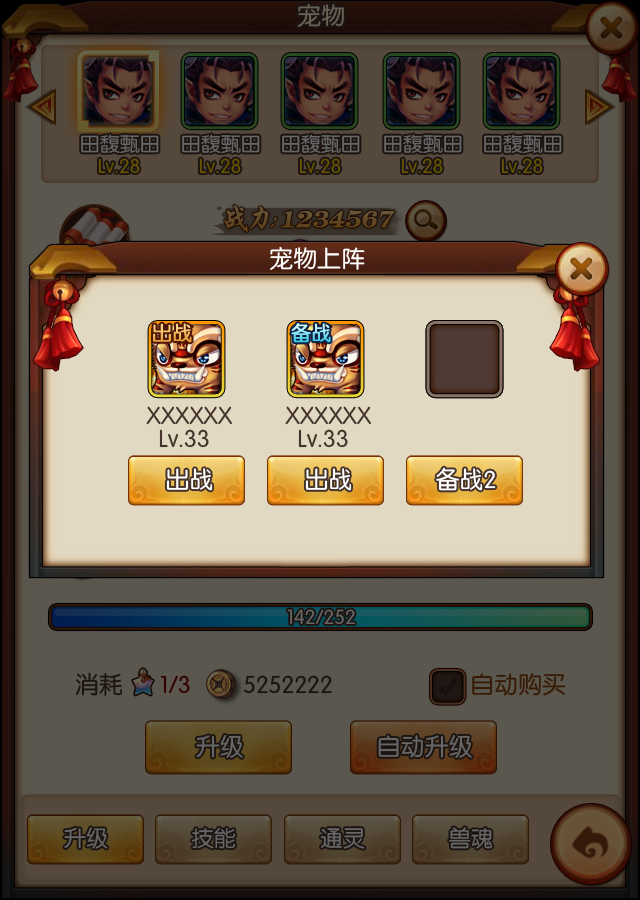 宠物
田馥甄田 田馥甄田 田馥甄田 田馥甄田 田馥甄田
Lv.28 Lv.28 Lv.28 Lv.28 Lv.28
战力:1234567
宠物上阵
出战 备战
XXXXXX XXXXXX
Lv.33 Lv.33
出战 出战 备战2
142/252
消耗 1/3 5252222 自动购买
升级 自动升级
升级 技能 通灵 兽魂